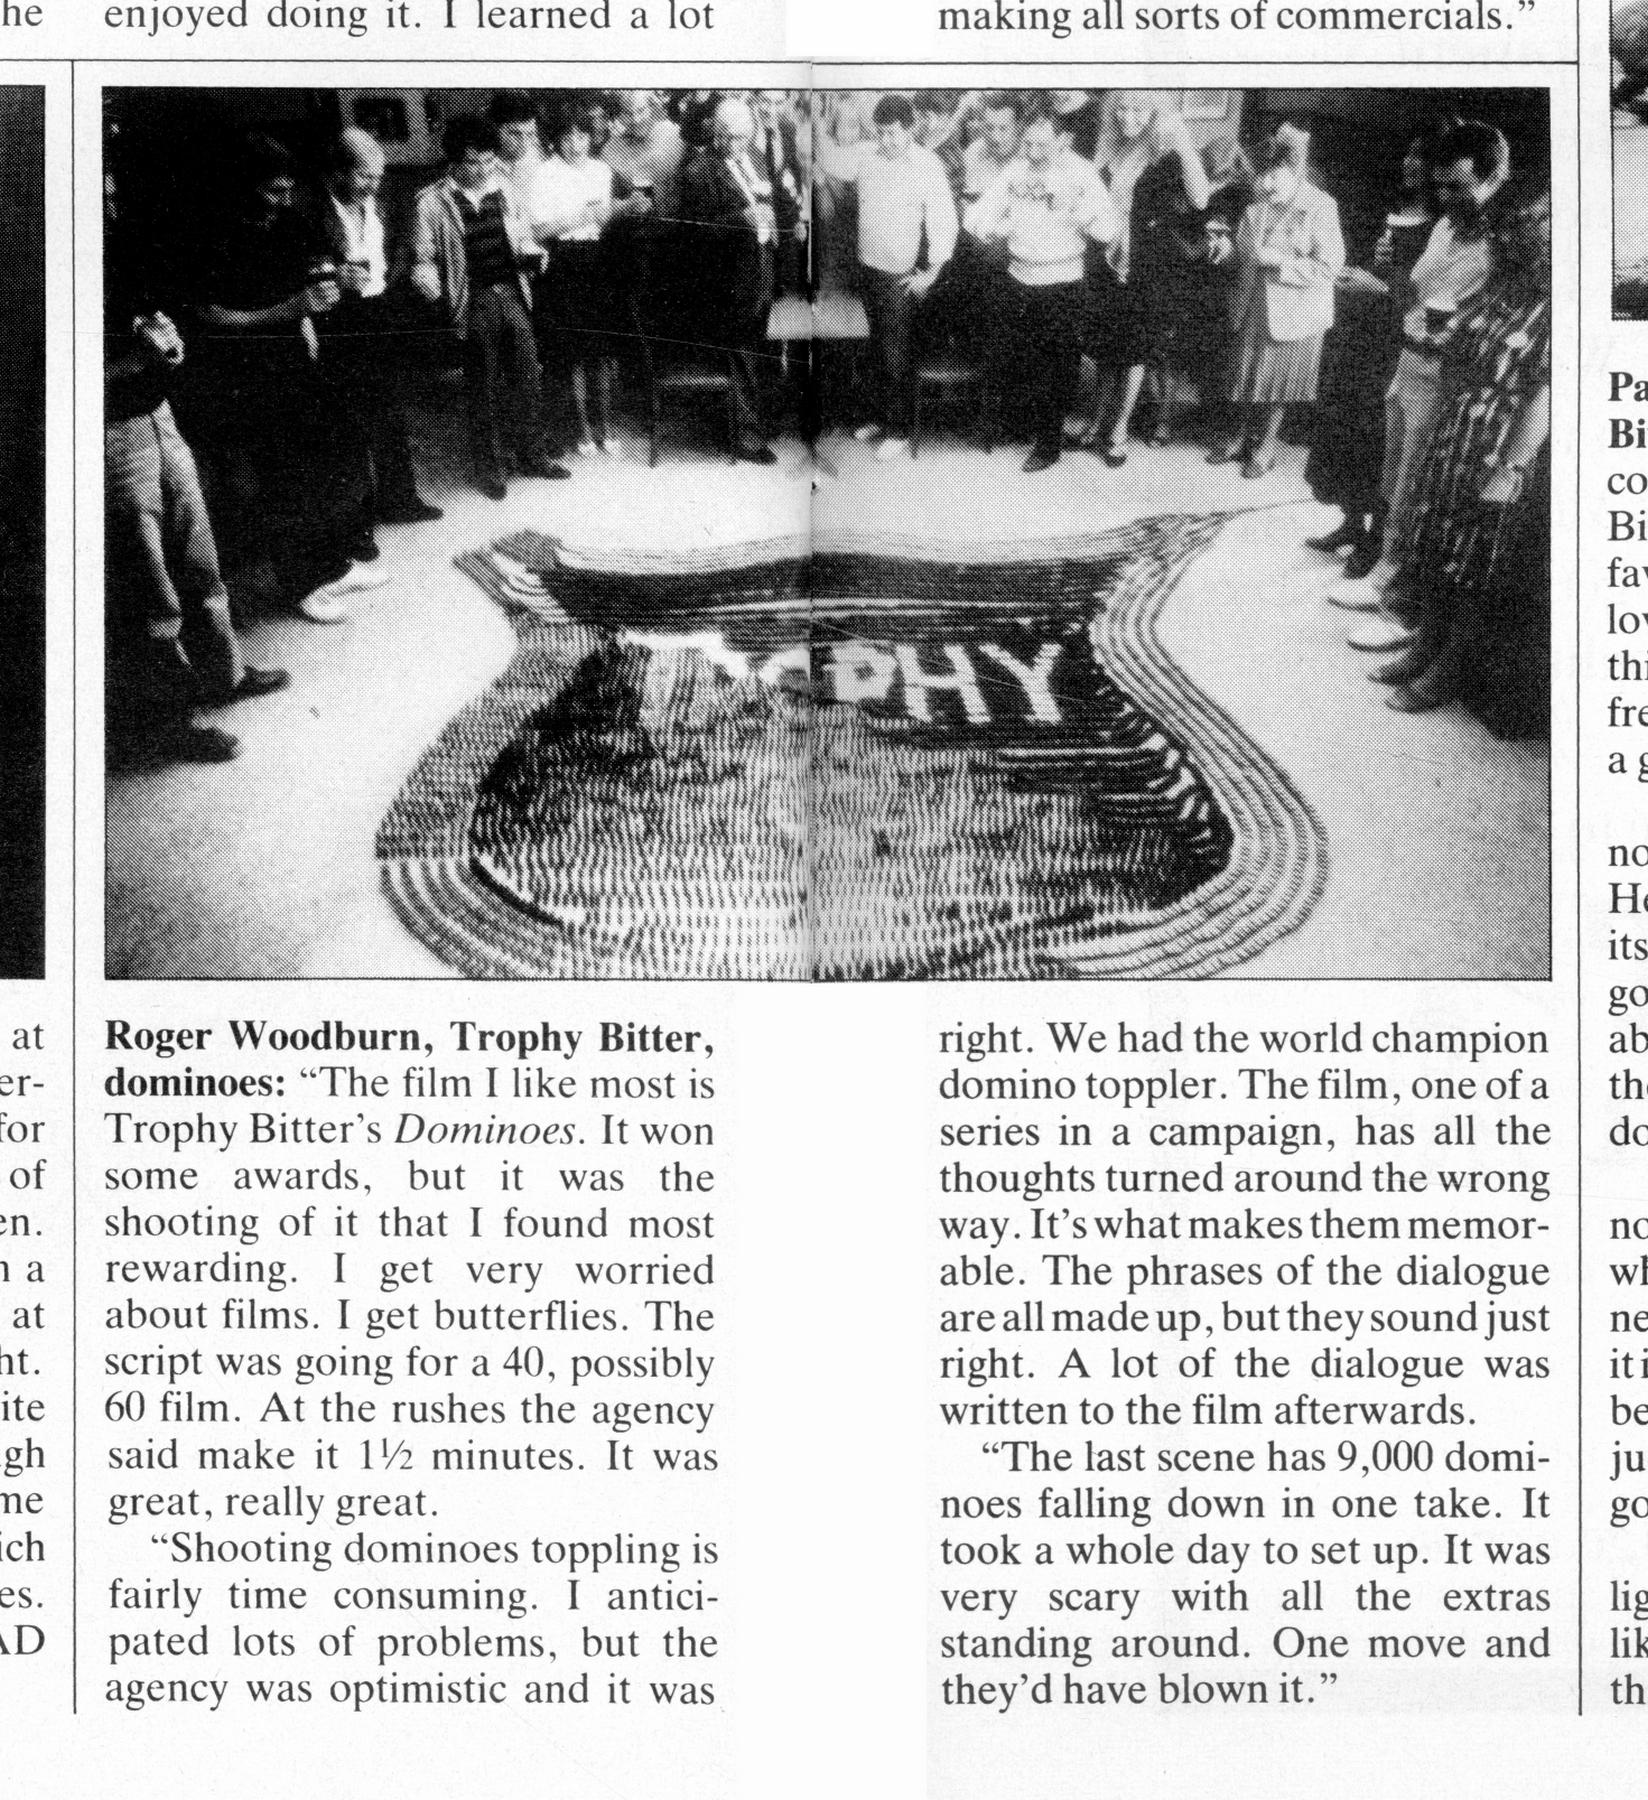 he
at
er-
for
of
en.
n a
at
ht.
ite
gh
me
ich
es.
AD
enjoyed doing it. I learned a lot
making all sorts of commercials.”
PHY
Roger Woodburn, Trophy Bitter,
dominoes: “The film I like most is
Trophy Bitter’s Dominoes. It won
some awards, but it was the
shooting of it that I found most
rewarding. I get very worried
about films. I get butterflies. The
script was going for a 40, possibly
60 film. At the rushes the agency
said make it 1½ minutes. It was
great, really great.
“Shooting dominoes toppling is
fairly time consuming. I antici-
pated lots of problems, but the
agency was optimistic and it was
right. We had the world champion
domino toppler. The film, one of a
series in a campaign, has all the
thoughts turned around the wrong
way. It’s what makes them memor-
able. The phrases of the dialogue
are all made up, but they sound just
right. A lot of the dialogue was
written to the film afterwards.
“The last scene has 9,000 domi-
noes falling down in one take. It
took a whole day to set up. It was
very scary with all the extras
standing around. One move and
they’d have blown it.”
Pa
Bi
co
Bi
fav
lov
thi
fre
a g
no
He
its
go
ab
the
do
no
wh
ne
it i
be
ju
go
lig
lik
th